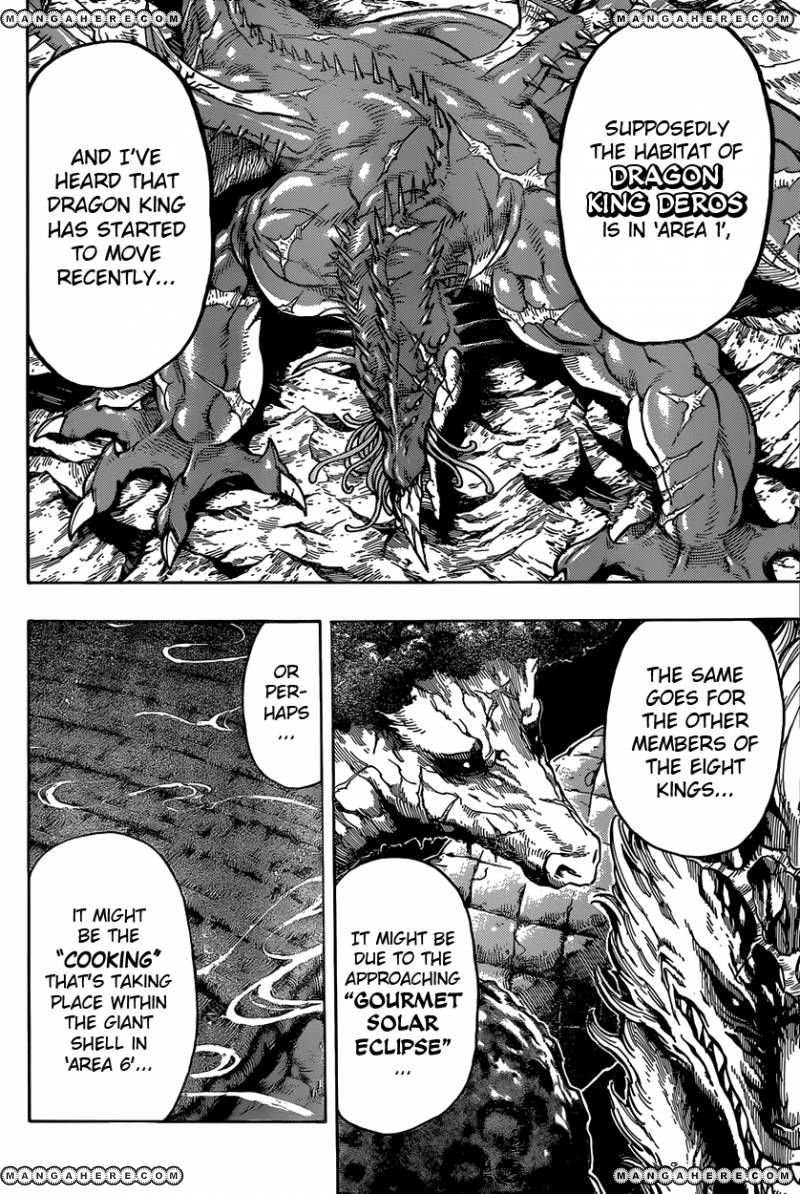 MANGAHERE.COM
MANGAHERE.COM
SUPPOSEDLY
THE HABITAT OF
DRAGON
KING DEROS
IS IN 'AREA 1',
AND I'VE
HEARD THAT
DRAGON KING
HAS STARTED
TO MOVE
RECENTLY...
THE SAME
GOES FOR
THE OTHER
MEMBERS OF
THE EIGHT
KINGS...
IT MIGHT BE
DUE TO THE
APPROACHING
"GOURMET
SOLAR
ECLIPSE"
...
OR
PER-
HAPS
...
IT MIGHT
BE THE
"COOKING"
THAT'S TAKING
PLACE WITHIN
THE GIANT
SHELL IN
'AREA 6'...
MANGAHERE.COM
MANGAHERE.COM